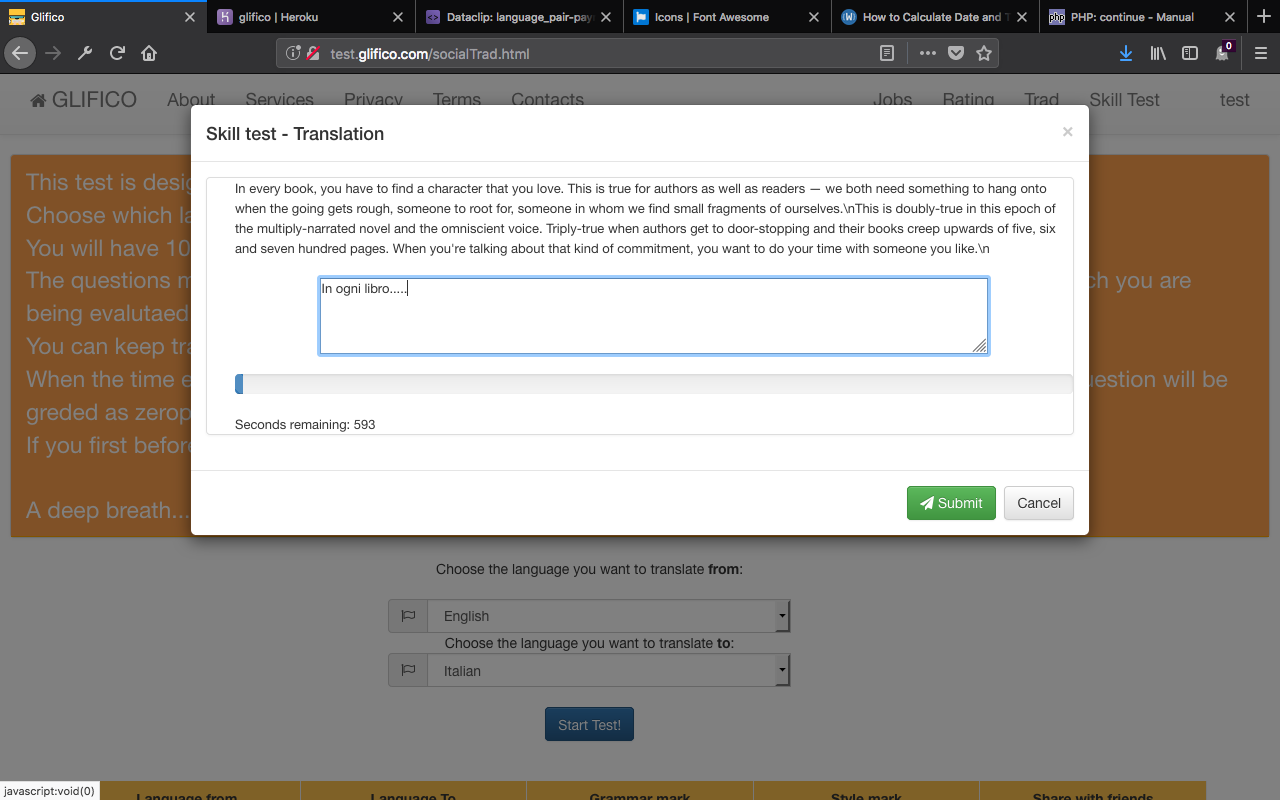 Glifico
glifico | Heroku
Dataclip: language_pair-pay
Icons | Font Awesome
How to Calculate Date and T
php PHP: continue - Manual
test.glifico.com/socialTrad.html
0
GLIFICO About Services Privacy Terms Contacts Jobs Rating Trad Skill Test test
Skill test - Translation ×
In every book, you have to find a character that you love. This is true for authors as well as readers — we both need something to hang onto
when the going gets rough, someone to root for, someone in whom we find small fragments of ourselves.\nThis is doubly-true in this epoch of
the multiply-narrated novel and the omniscient voice. Triply-true when authors get to door-stopping and their books creep upwards of five, six
and seven hundred pages. When you're talking about that kind of commitment, you want to do your time with someone you like.\n
In ogni libro.....
Seconds remaining: 593
Submit Cancel
This test is desig
Choose which la
You will have 10
The questions m ch you are
being evalutaed
You can keep tra
When the time e uestion will be
greded as zerop
If you first before
A deep breath...
Choose the language you want to translate from:
English
Choose the language you want to translate to:
Italian
Start Test!
Language from Language To Grammar mark Style mark Share with friends
javascript:void(0)